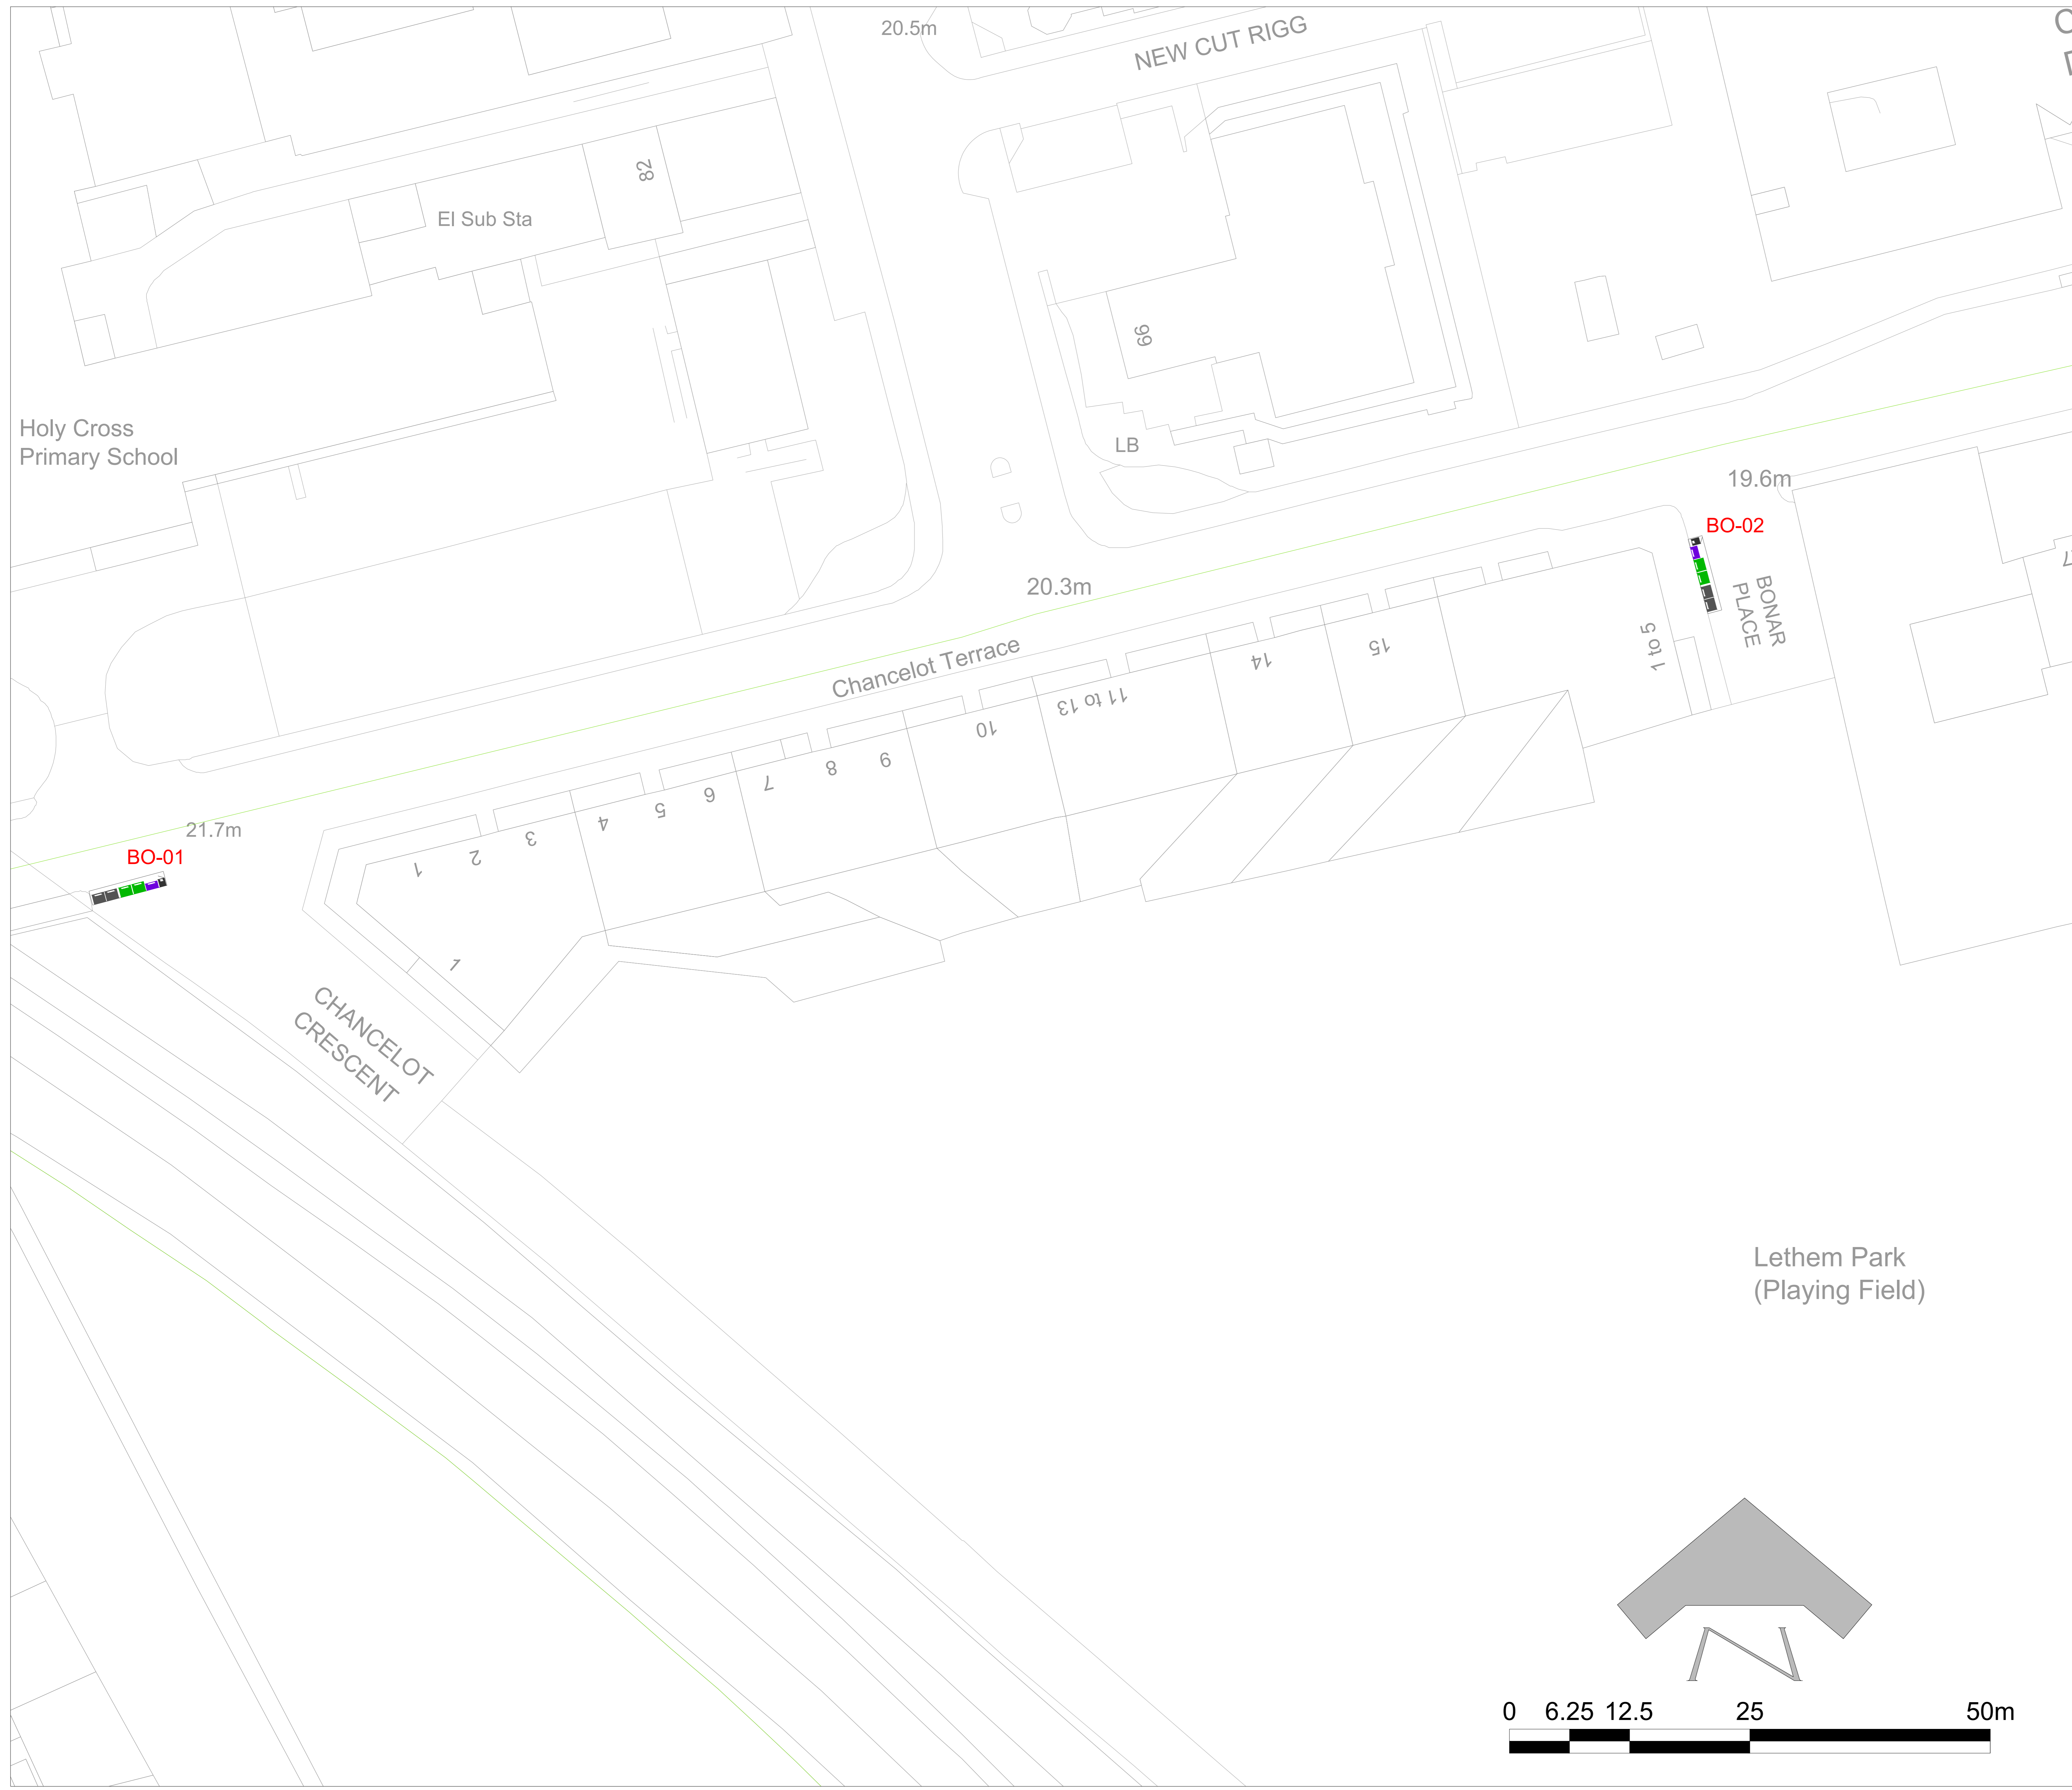 20.5m
NEW CUT RIGG
82
El Sub Sta
99
Holy Cross
Primary School
LB
19.6m
BO-02
BONAR
PLACE
20.3m
Chancelot Terrace
1 to 5
15
14
11 to 13
10
9
8
7
6
5
4
3
2
1
21.7m
BO-01
1
CHANCELOT
CRESCENT
Lethem Park
(Playing Field)
N
0 6.25 12.5 25 50m